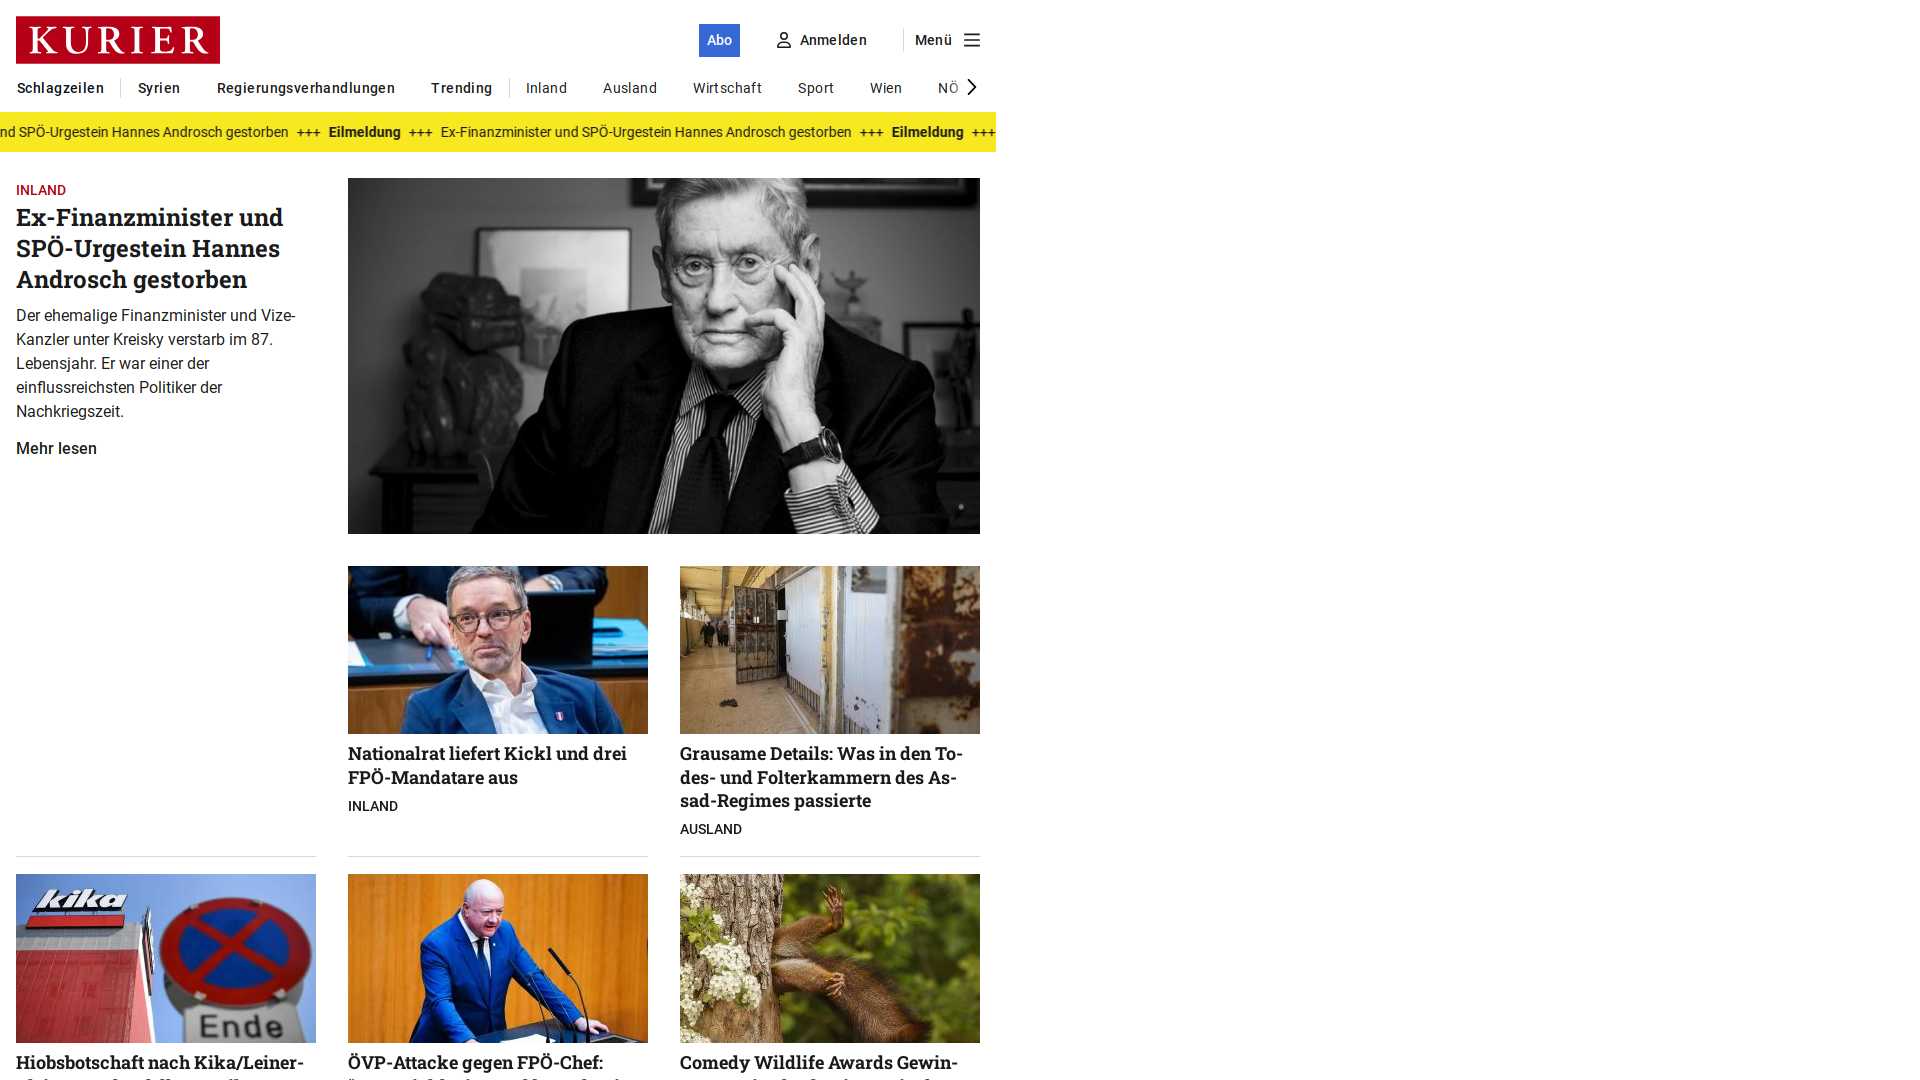 KURIER
Abo
Anmelden
Menü
Schlagzeilen
Syrien
Regierungsverhandlungen
Trending
Inland
Ausland
Wirtschaft
Sport
Wien
NÖ
nd SPÖ-Urgestein Hannes Androsch gestorben +++ Eilmeldung +++ Ex-Finanzminister und SPÖ-Urgestein Hannes Androsch gestorben +++ Eilmeldung +++
INLAND
Ex-Finanzminister und
SPÖ-Urgestein Hannes
Androsch gestorben
Der ehemalige Finanzminister und Vize-
Kanzler unter Kreisky verstarb im 87.
Lebensjahr. Er war einer der
einflussreichsten Politiker der
Nachkriegszeit.
Mehr lesen
Nationalrat liefert Kickl und drei
FPÖ-Mandatare aus
INLAND
Grausame Details: Was in den To-
des- und Folterkammern des As-
sad-Regimes passierte
AUSLAND
kika
Ende
Hiobsbotschaft nach Kika/Leiner-
ÖVP-Attacke gegen FPÖ-Chef:
Comedy Wildlife Awards Gewin-